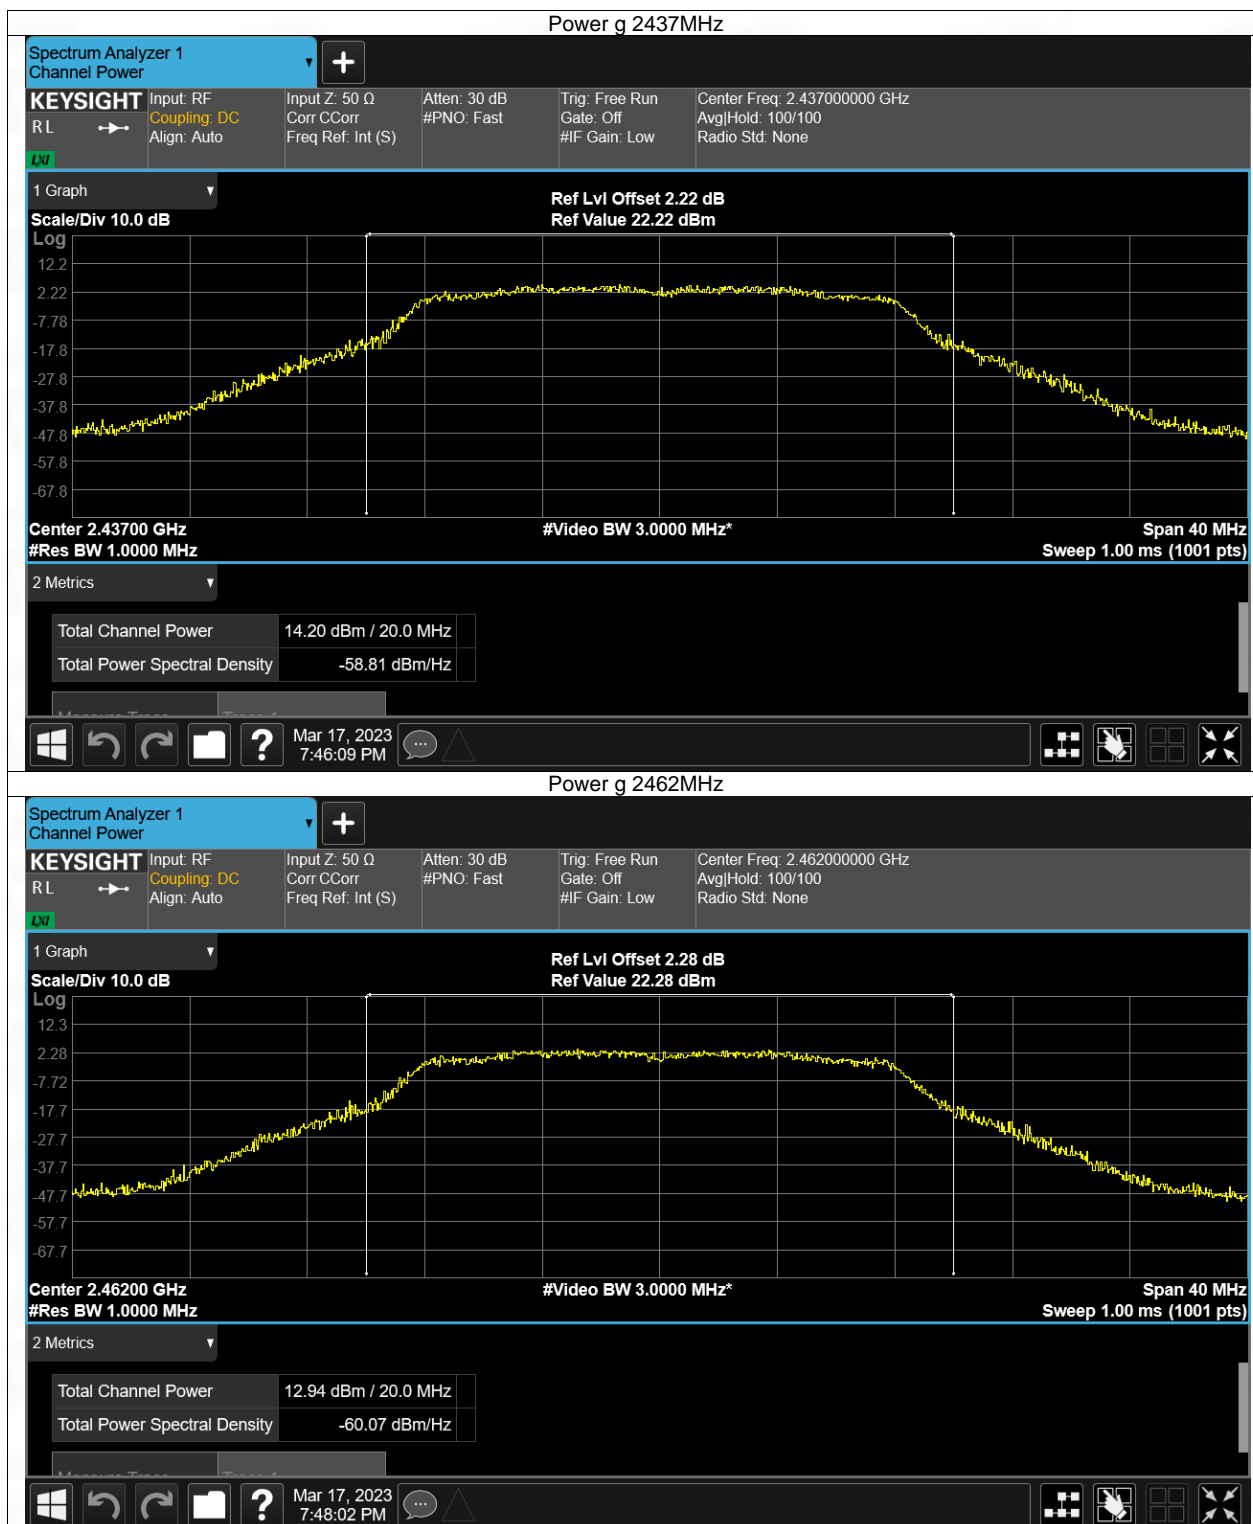 Power g 2437MHz
Spectrum Analyzer 1
Channel Power
KEYSIGHT
R L
LXI
Input: RF
Coupling: DC
Align: Auto
Input Z: 50 Ω
Corr CCorr
Freq Ref: Int (S)
Atten: 30 dB
#PNO: Fast
Trig: Free Run
Gate: Off
#IF Gain: Low
Center Freq: 2.437000000 GHz
Avg|Hold: 100/100
Radio Std: None
1 Graph
Ref Lvl Offset 2.22 dB
Scale/Div 10.0 dB
Ref Value 22.22 dBm
Log
12.2
2.22
-7.78
-17.8
-27.8
-37.8
-47.8
-57.8
-67.8
Center 2.43700 GHz
#Video BW 3.0000 MHz*
Span 40 MHz
#Res BW 1.0000 MHz
Sweep 1.00 ms (1001 pts)
2 Metrics
Total Channel Power 14.20 dBm / 20.0 MHz
Total Power Spectral Density -58.81 dBm/Hz
Mar 17, 2023
7:46:09 PM
Power g 2462MHz
Spectrum Analyzer 1
Channel Power
KEYSIGHT
R L
LXI
Input: RF
Coupling: DC
Align: Auto
Input Z: 50 Ω
Corr CCorr
Freq Ref: Int (S)
Atten: 30 dB
#PNO: Fast
Trig: Free Run
Gate: Off
#IF Gain: Low
Center Freq: 2.462000000 GHz
Avg|Hold: 100/100
Radio Std: None
1 Graph
Ref Lvl Offset 2.28 dB
Scale/Div 10.0 dB
Ref Value 22.28 dBm
Log
12.3
2.28
-7.72
-17.7
-27.7
-37.7
-47.7
-57.7
-67.7
Center 2.46200 GHz
#Video BW 3.0000 MHz*
Span 40 MHz
#Res BW 1.0000 MHz
Sweep 1.00 ms (1001 pts)
2 Metrics
Total Channel Power 12.94 dBm / 20.0 MHz
Total Power Spectral Density -60.07 dBm/Hz
Mar 17, 2023
7:48:02 PM